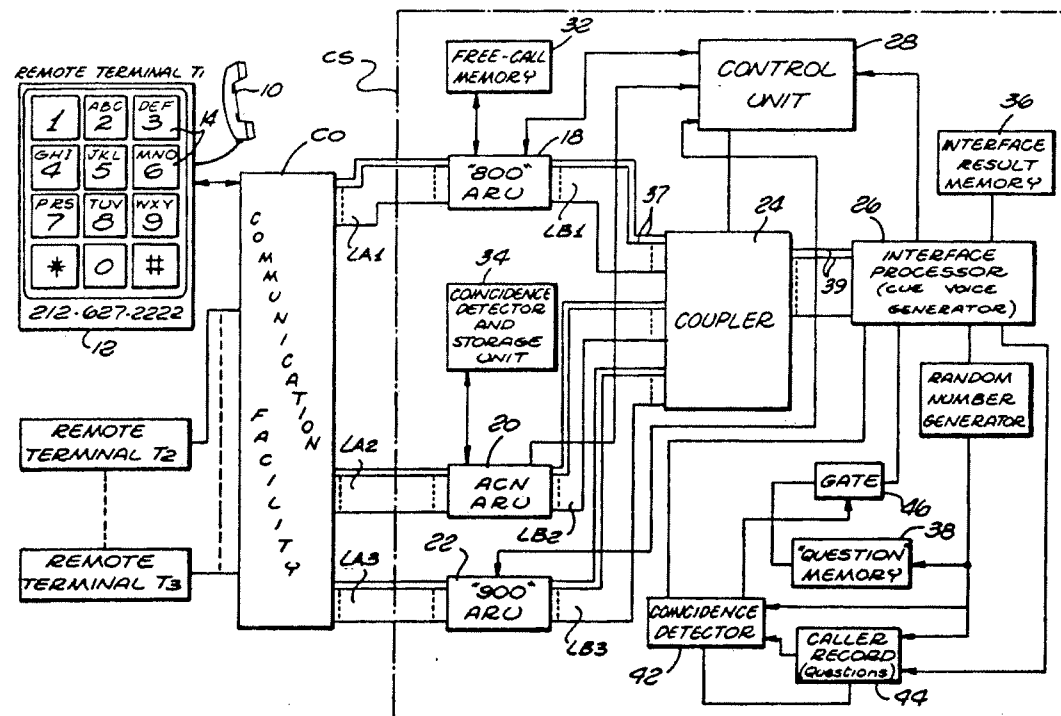 REMOTE TERMINAL T1
10
1
ABC
2
DEF
3
14
GHI
4
JKL
5
MNO
6
PRS
7
TUV
8
WXY
9
*
0
#
212-627-2222
12
REMOTE
TERMINAL T2
REMOTE
TERMINAL T3
CO
COMMUNICATION
FACILITY
CS
LA1
LA2
LA3
32
FREE-CALL
MEMORY
18
"800"
ARU
LB1
34
COINCIDENCE
DETECTOR
AND
STORAGE
UNIT
20
ACN
ARU
LB2
22
"900"
ARU
LB3
28
CONTROL
UNIT
37
24
COUPLER
39
36
INTERFACE
RESULT
MEMORY
26
INTERFACE
PROCESSOR
(CUE VOICE
GENERATOR)
RANDOM
NUMBER
GENERATOR
GATE
46
38
"QUESTION"
MEMORY
COINCIDENCE
DETECTOR
42
CALLER
RECORD
(Questions)
44